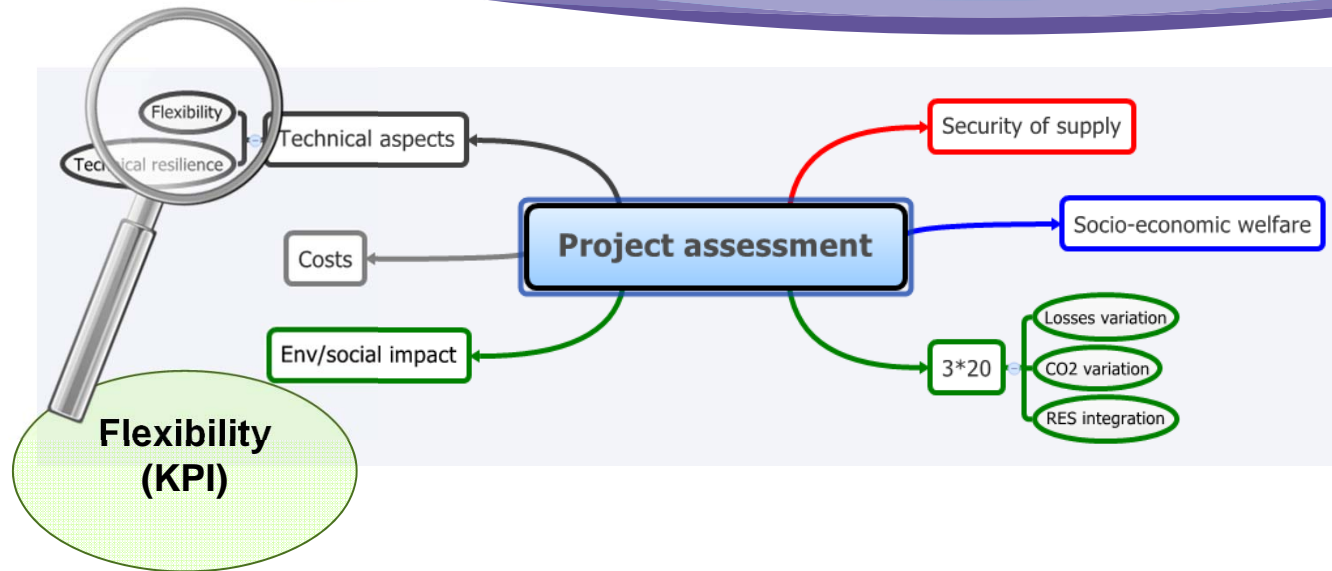 Flexibility
Technical resilience
Technical aspects
Costs
Env/social impact
Project assessment
Security of supply
Socio-economic welfare
3*20
Losses variation
CO2 variation
RES integration
Flexibility
(KPI)